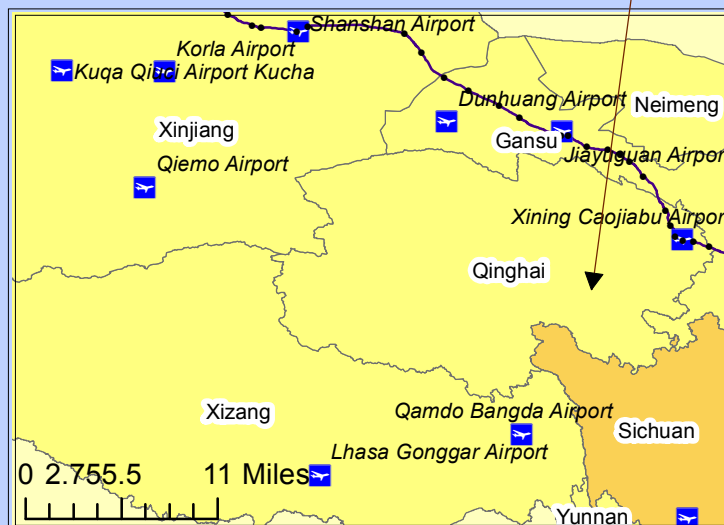 Shanshan Airport
Korla Airport
Kuqa Qiuci Airport Kucha
Dunhuang Airport
Neimeng
Xinjiang
Gansu
Jiayuguan Airpor
Qiemo Airport
Xining Caojiabu Airpor
Qinghai
Xizang
Qamdo Bangda Airport
Sichuan
Lhasa Gonggar Airport
0 2.755.5 11 Miles
Yunnan